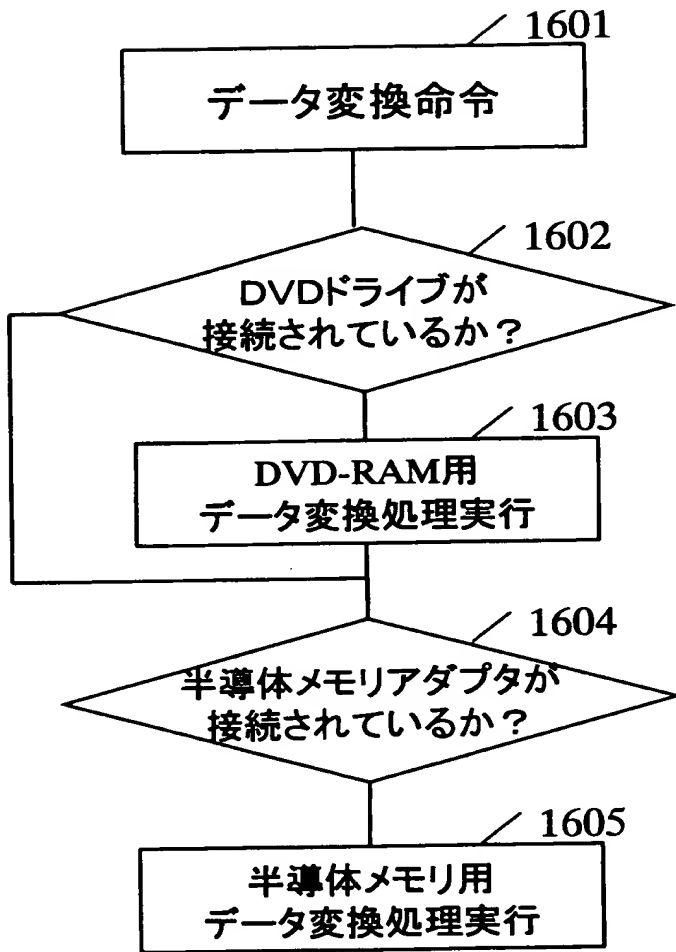 1601
データ変換命令
1602
DVDドライブが
接続されているか？
1603
DVD-RAM用
データ変換処理実行
1604
半導体メモリアダプタが
接続されているか？
1605
半導体メモリ用
データ変換処理実行